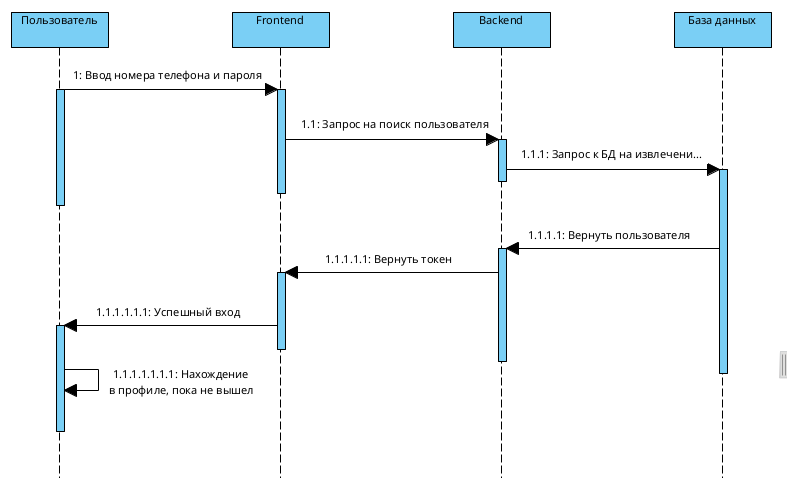 Пользователь
Frontend
Backend
База данных
1: Ввод номера телефона и пароля
1.1: Запрос на поиск пользователя
1.1.1: Запрос к БД на извлечени...
1.1.1.1: Вернуть пользователя
1.1.1.1.1: Вернуть токен
1.1.1.1.1.1: Успешный вход
1.1.1.1.1.1.1: Нахождение
в профиле, пока не вышел